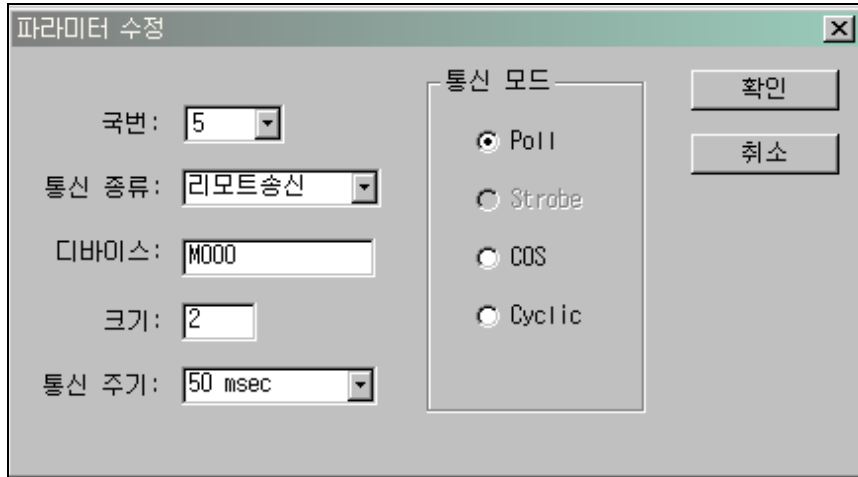 파라미터 수정
국번: 5
통신 종류: 리모트송신
디바이스: M000
크기: 2
통신 주기: 50 msec
통신 모드
Poll
Strobe
COS
Cyclic
확인
취소